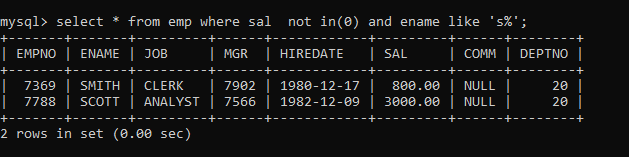 mysql> select * from emp where sal  not in(0) and ename like 's%';
+-------+-------+---------+------+------------+---------+------+--------+
| EMPNO | ENAME | JOB     | MGR  | HIREDATE   | SAL     | COMM | DEPTNO |
+-------+-------+---------+------+------------+---------+------+--------+
|  7369 | SMITH | CLERK   | 7902 | 1980-12-17 |  800.00 | NULL |     20 |
|  7788 | SCOTT | ANALYST | 7566 | 1982-12-09 | 3000.00 | NULL |     20 |
+-------+-------+---------+------+------------+---------+------+--------+
2 rows in set (0.00 sec)